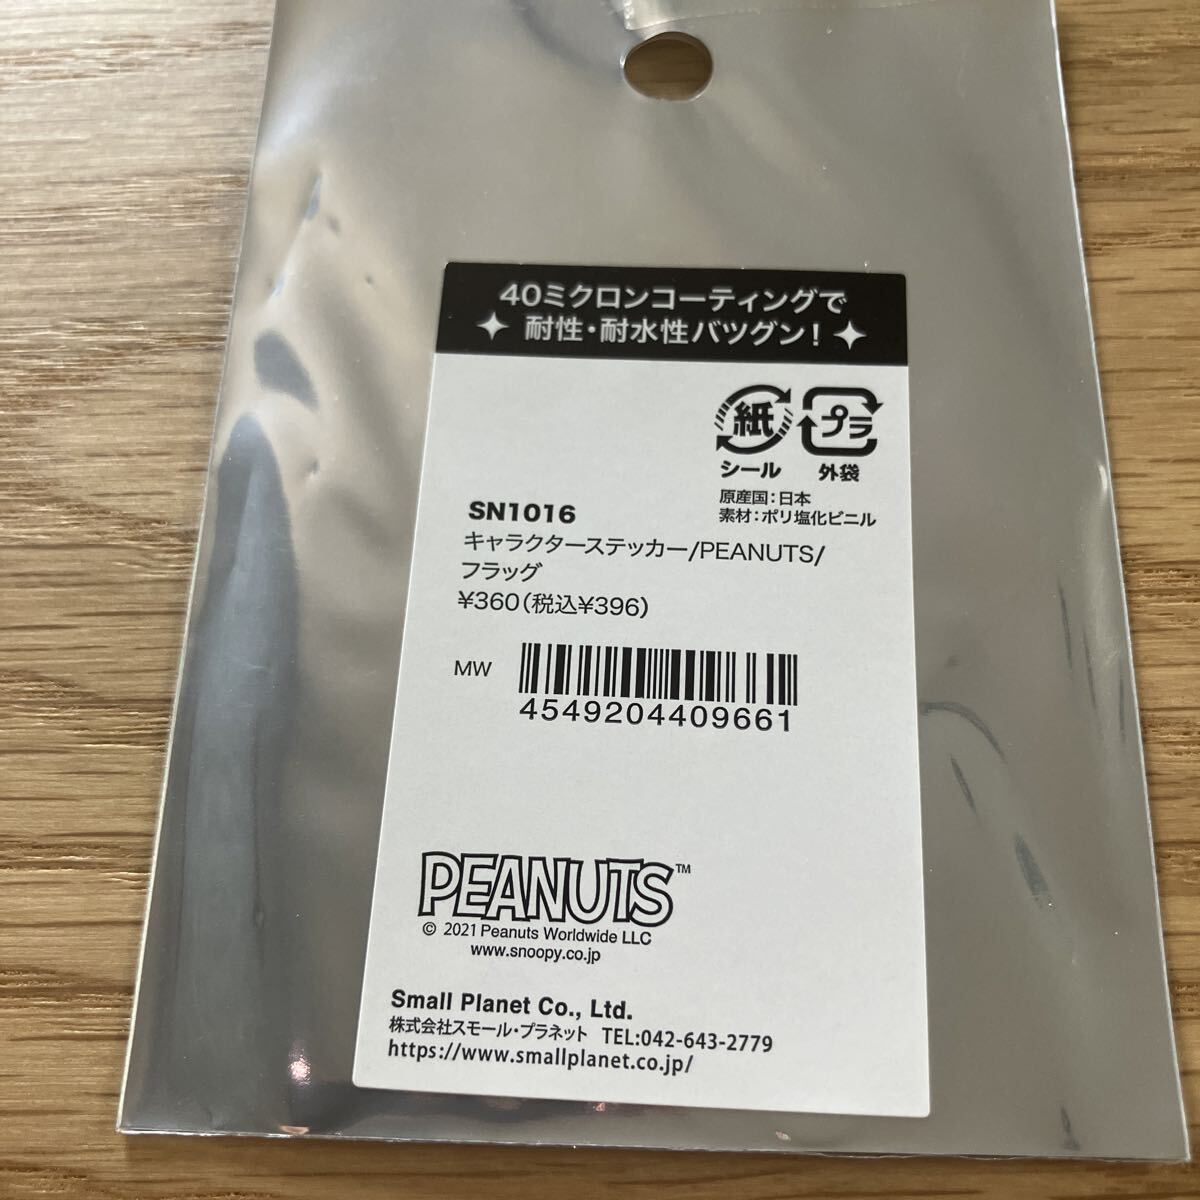 40ミクロンコーティングで
耐性・耐水性バツグン!
紙 プラ
シール 外袋
原産国:日本
素材:ポリ塩化ビニル
SN1016
キャラクターステッカー/PEANUTS/
フラッグ
¥360(税込¥396)
MW
4549204409661
PEANUTS™
© 2021 Peanuts Worldwide LLC
www.snoopy.co.jp
Small Planet Co., Ltd.
株式会社スモール・プラネット TEL:042-643-2779
https://www.smallplanet.co.jp/